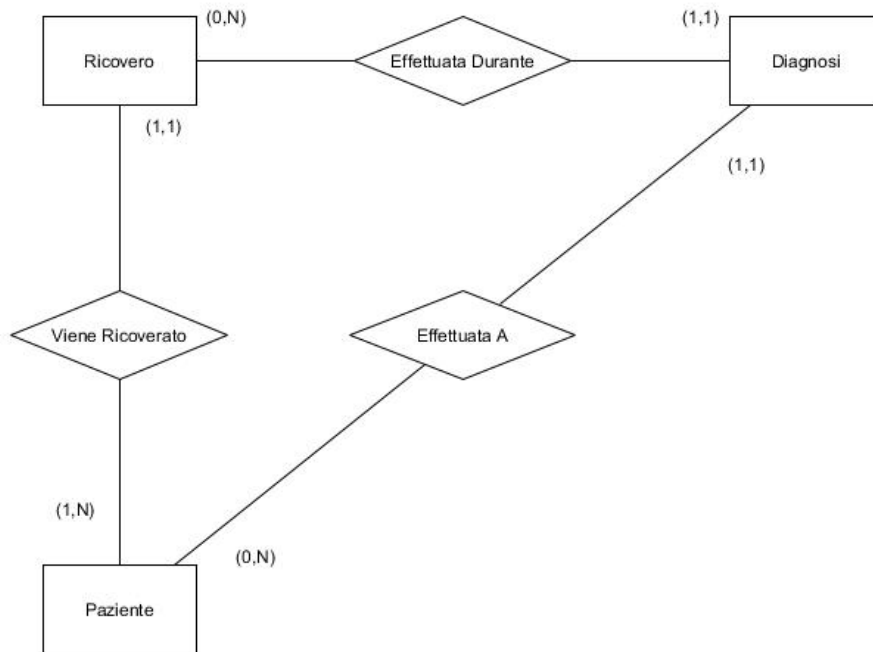 (0,N)
(1,1)
Ricovero
Effettuata Durante
Diagnosi
(1,1)
(1,1)
Viene Ricoverato
Effettuata A
(1,N)
(0,N)
Paziente